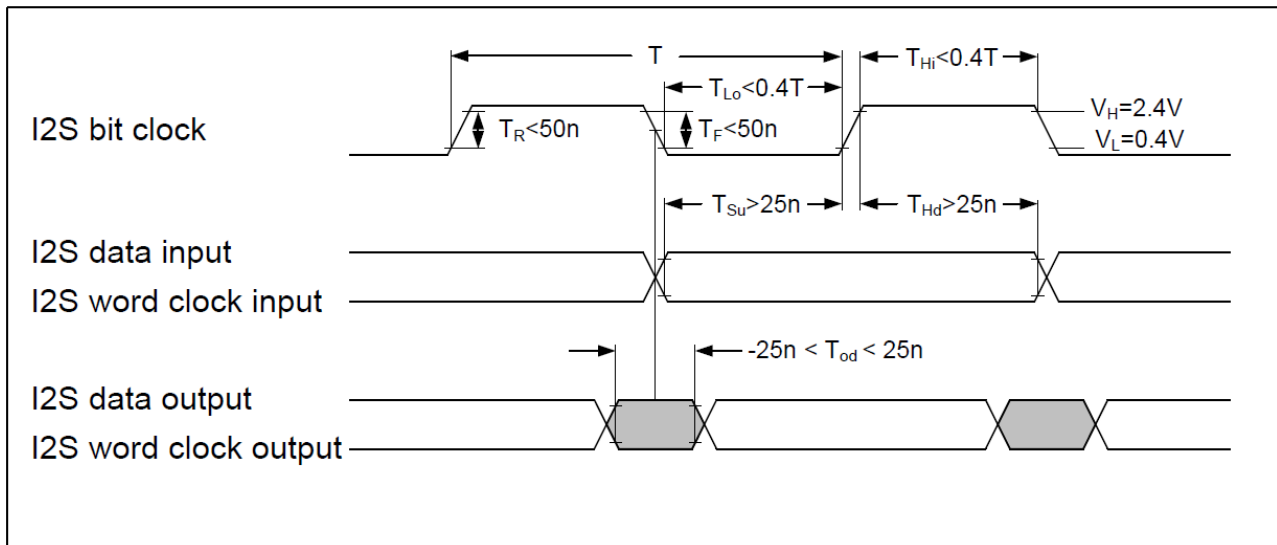 T
T_Hi<0.4T
T_Lo<0.4T
I2S bit clock
T_R<50n
T_F<50n
V_H=2.4V
V_L=0.4V
T_Su>25n
T_Hd>25n
I2S data input
I2S word clock input
-25n < T_od < 25n
I2S data output
I2S word clock output